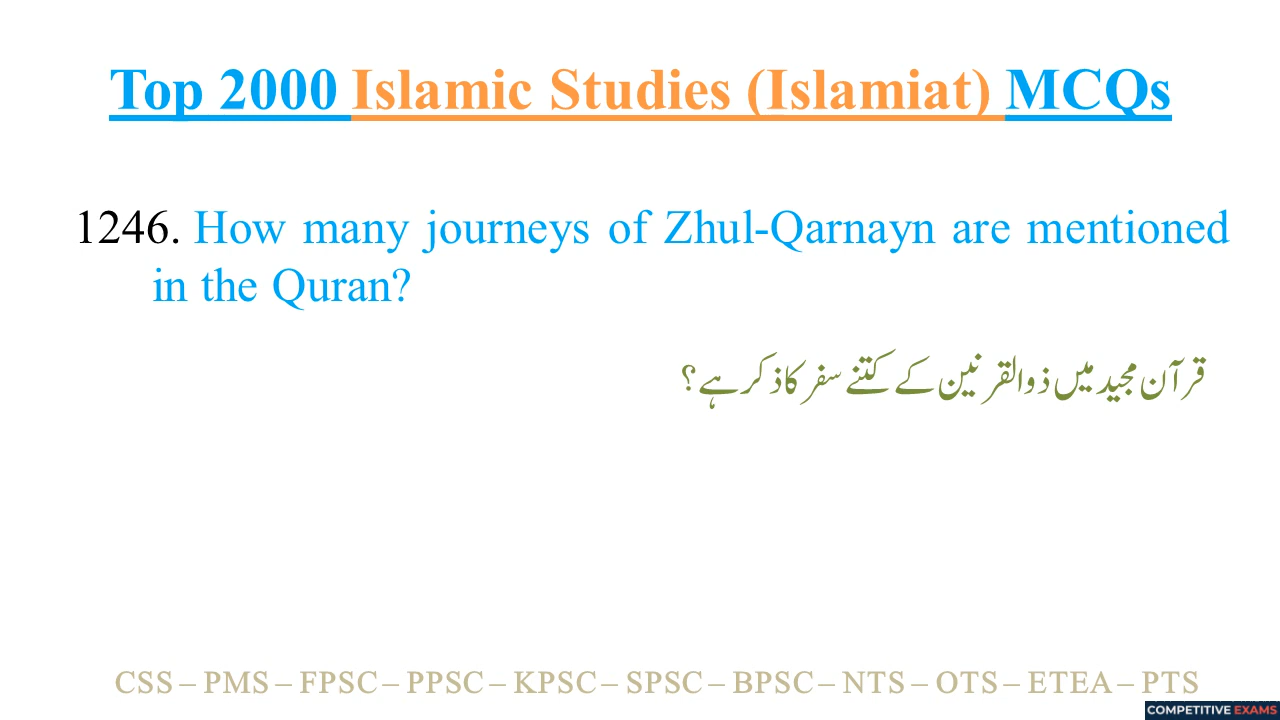 Top 2000 Islamic Studies (Islamiat) MCQs
1246. How many journeys of Zhul-Qarnayn are mentioned
in the Quran?
قرآن مجید میں ذوالقرنین کے کتنے سفر کا ذکر ہے؟
CSS – PMS – FPSC – PPSC – KPSC – SPSC – BPSC – NTS – OTS – ETEA – PTS
COMPETITIVE EXAMS